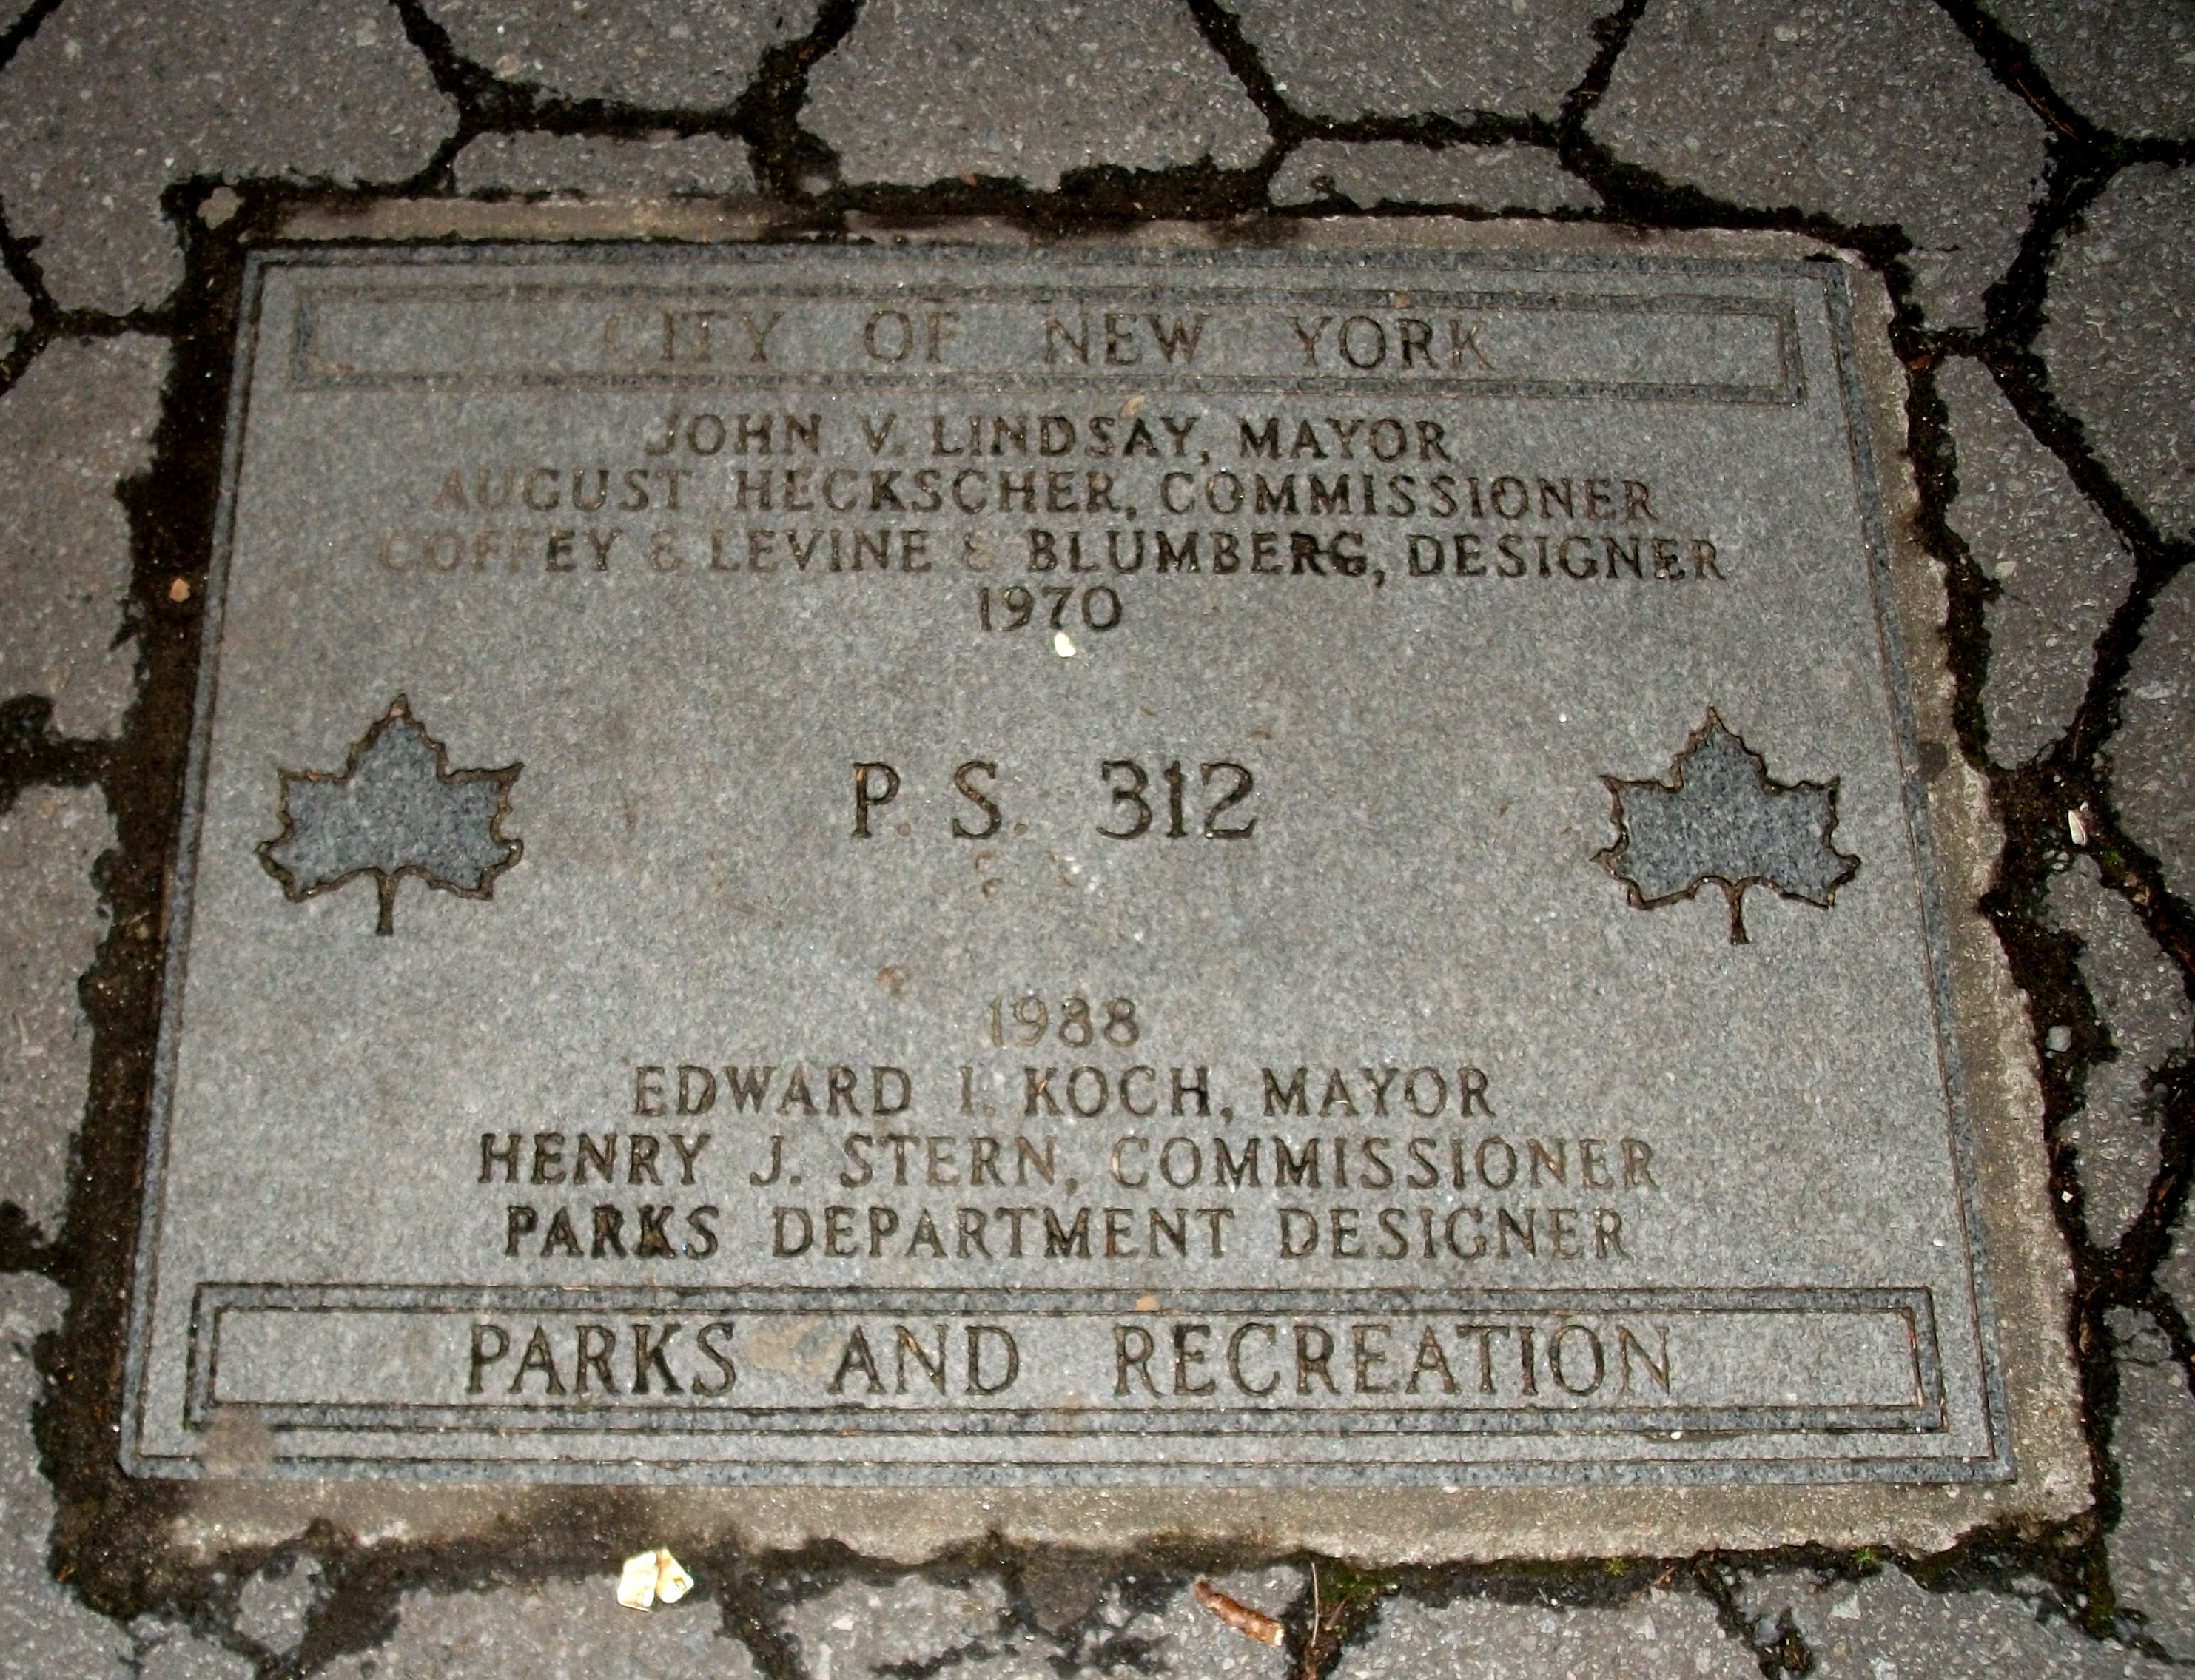 CITY OF NEW YORK
JOHN V. LINDSAY, MAYOR
AUGUST HECKSCHER, COMMISSIONER
COFFEY & LEVINE & BLUMBERG, DESIGNER
1970
P. S. 312
1988
EDWARD I. KOCH, MAYOR
HENRY J. STERN, COMMISSIONER
PARKS DEPARTMENT DESIGNER
PARKS AND RECREATION